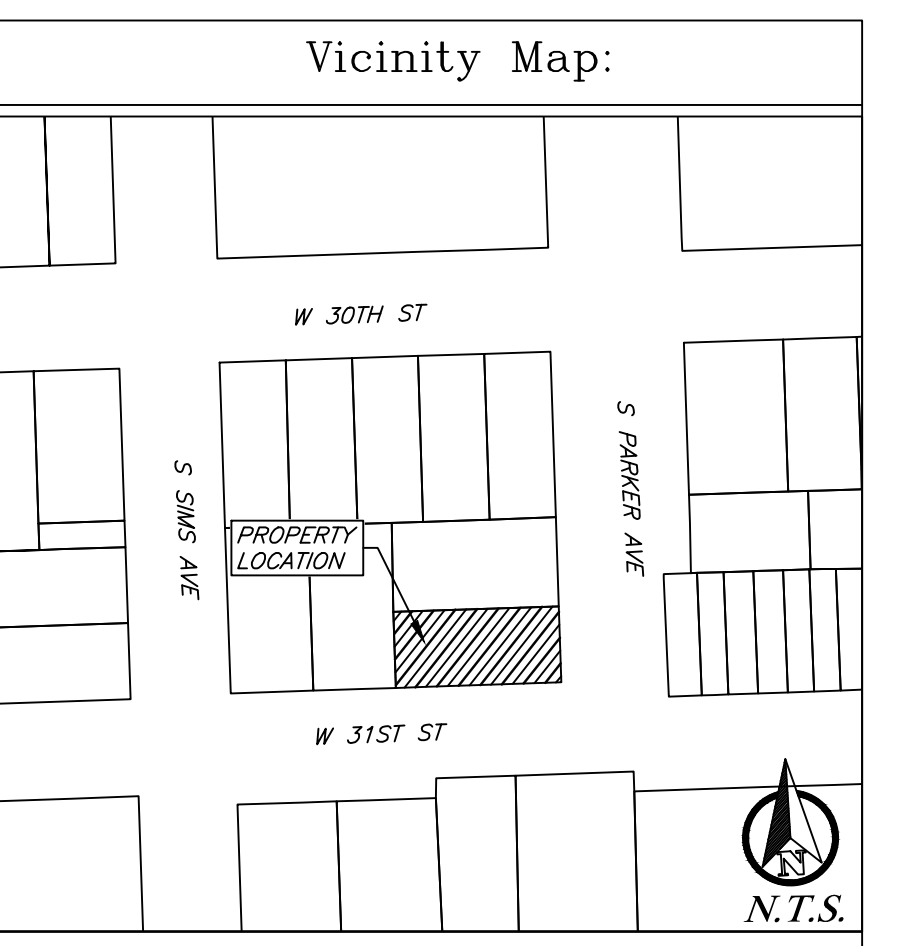 Vicinity Map:
W 30TH ST
S PARKER AVE
S SIMS AVE
PROPERTY
LOCATION
W 31ST ST
N
N.T.S.